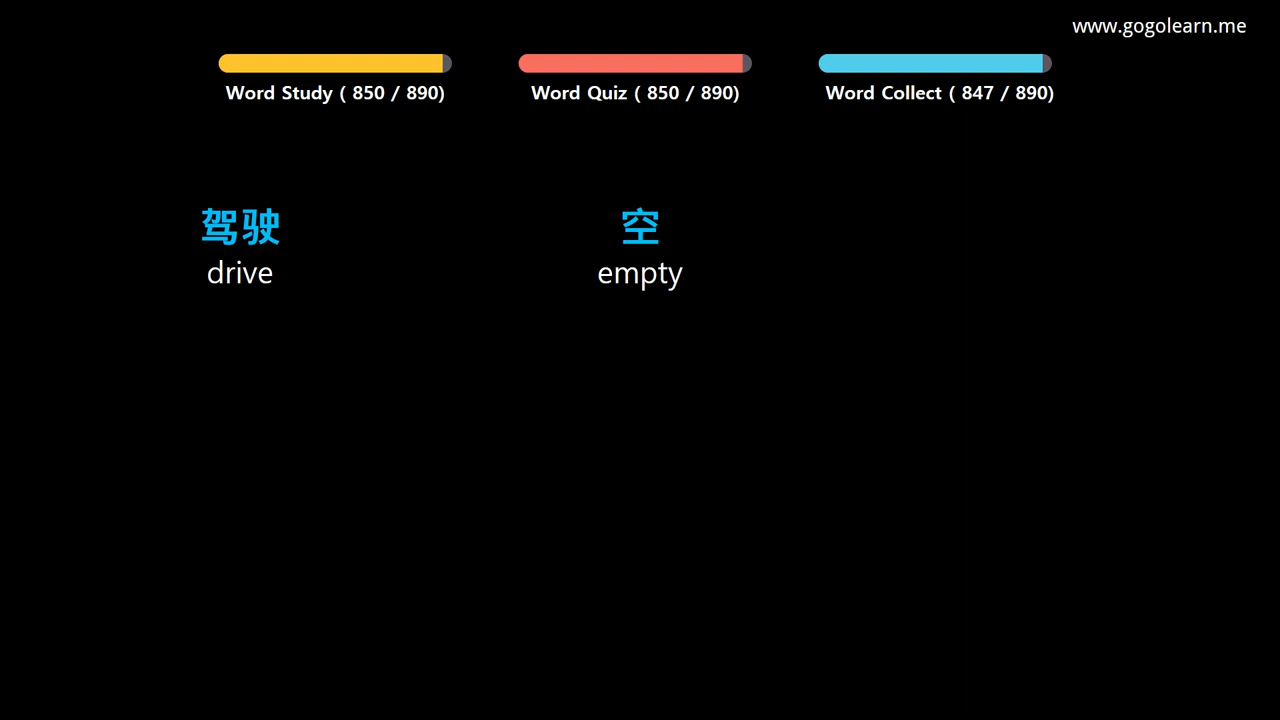 www.gogolearn.me
Word Study ( 850 / 890)
Word Quiz ( 850 / 890)
Word Collect ( 847 / 890)
驾驶
空
drive
empty